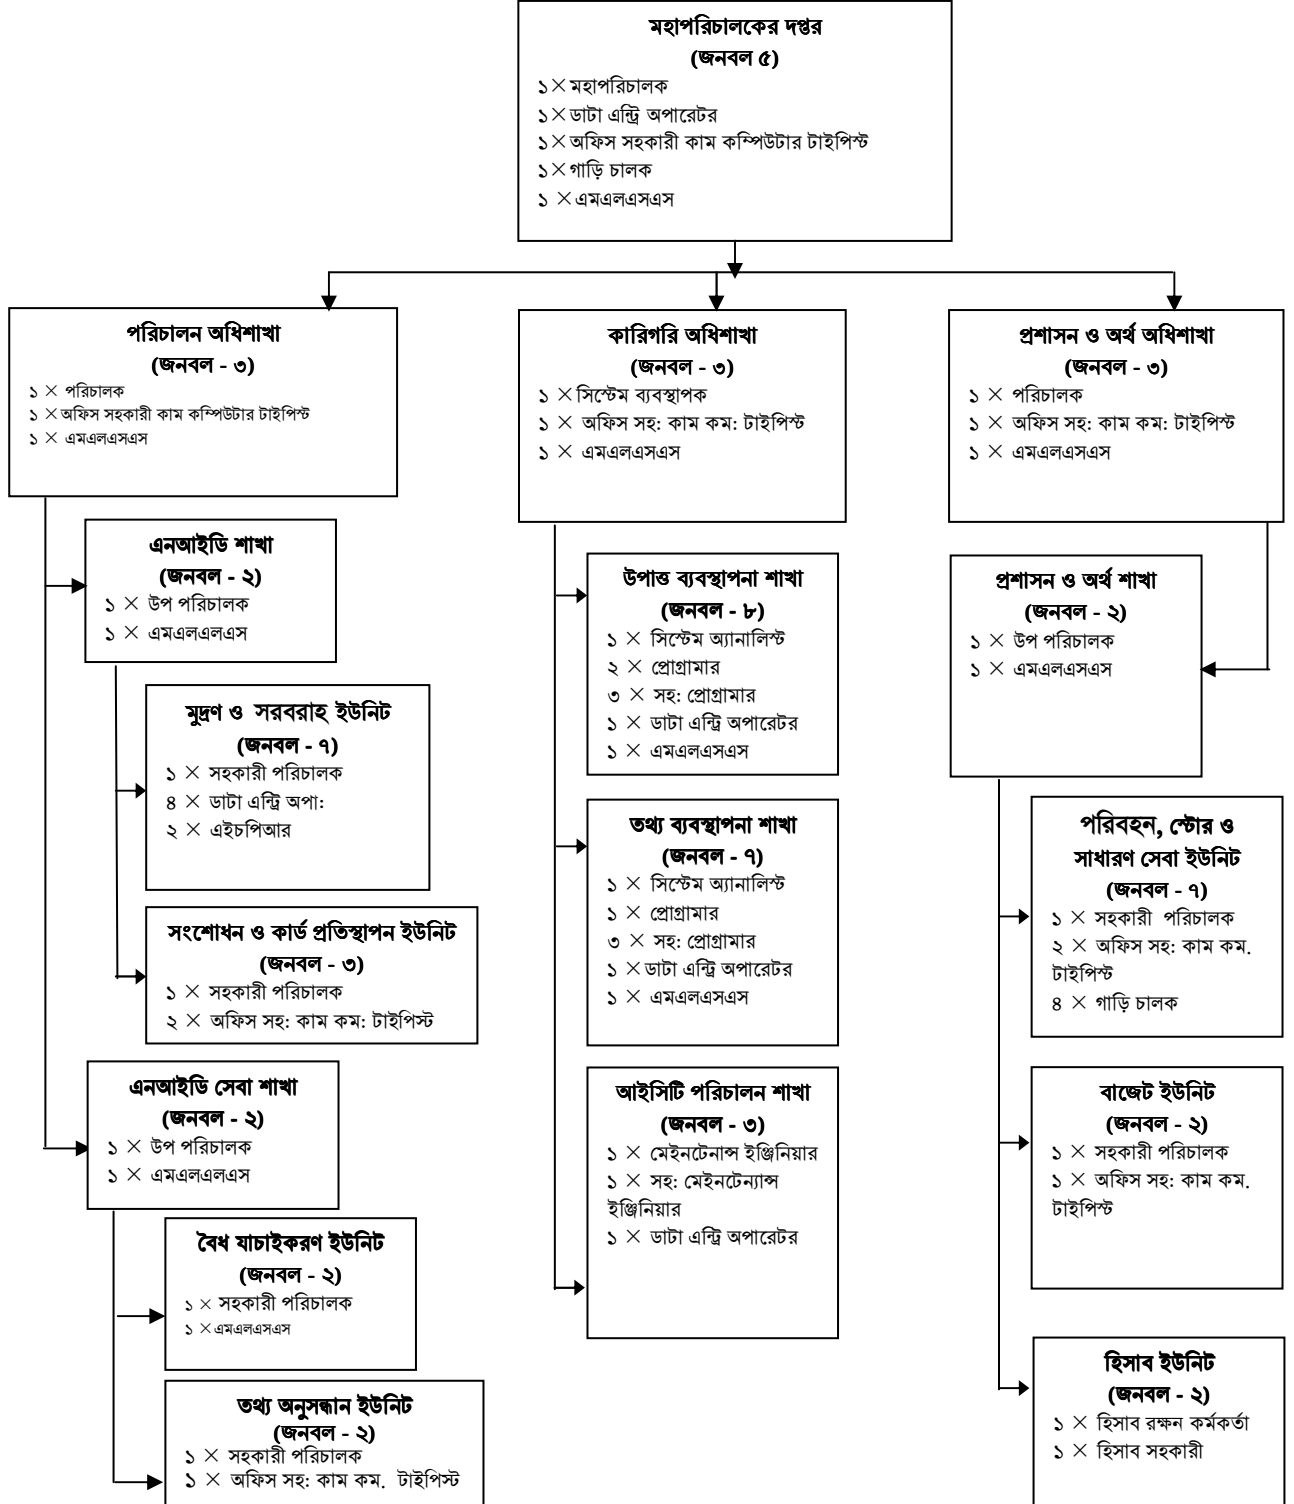 মহাপরিচালকের দপ্তর
(জনবল ৫)
১×মহাপরিচালক
১×ডাটা এন্ট্রি অপারেটর
১×অফিস সহকারী কাম কম্পিউটার টাইপিস্ট
১×গাড়ি চালক
১ ×এমএলএসএস
পরিচালন অধিশাখা
(জনবল - ৩)
১ × পরিচালক
১ ×অফিস সহকারী কাম কম্পিউটার টাইপিস্ট
১ × এমএলএসএস
এনআইডি শাখা
(জনবল - ২)
১ × উপ পরিচালক
১ × এমএলএলএস
মুদ্রণ ও সরবরাহ ইউনিট
(জনবল - ৭)
১ × সহকারী পরিচালক
৪ × ডাটা এন্ট্রি অপা:
২ × এইচপিআর
সংশোধন ও কার্ড প্রতিস্থাপন ইউনিট
(জনবল - ৩)
১ × সহকারী পরিচালক
২ × অফিস সহ: কাম কম: টাইপিস্ট
এনআইডি সেবা শাখা
(জনবল - ২)
১ × উপ পরিচালক
১ × এমএলএলএস
বৈধ যাচাইকরণ ইউনিট
(জনবল - ২)
১ × সহকারী পরিচালক
১ ×এমএলএসএস
তথ্য অনুসন্ধান ইউনিট
(জনবল - ২)
১ × সহকারী পরিচালক
১ × অফিস সহ: কাম কম. টাইপিস্ট
কারিগরি অধিশাখা
(জনবল - ৩)
১ ×সিস্টেম ব্যবস্থাপক
১ × অফিস সহ: কাম কম: টাইপিস্ট
১ × এমএলএসএস
উপাত্ত ব্যবস্থাপনা শাখা
(জনবল - ৮)
১ × সিস্টেম অ্যানালিস্ট
২ × প্রোগ্রামার
৩ × সহ: প্রোগ্রামার
১ × ডাটা এন্ট্রি অপারেটর
১ × এমএলএসএস
তথ্য ব্যবস্থাপনা শাখা
(জনবল - ৭)
১ × সিস্টেম অ্যানালিস্ট
১ × প্রোগ্রামার
৩ × সহ: প্রোগ্রামার
১ ×ডাটা এন্ট্রি অপারেটর
১ × এমএলএসএস
আইসিটি পরিচালন শাখা
(জনবল - ৩)
১ × মেইনটেনান্স ইঞ্জিনিয়ার
১ × সহ: মেইনটেন্যান্স
ইঞ্জিনিয়ার
১ × ডাটা এন্ট্রি অপারেটর
প্রশাসন ও অর্থ অধিশাখা
(জনবল - ৩)
১ × পরিচালক
১ × অফিস সহ: কাম কম: টাইপিস্ট
১ × এমএলএসএস
প্রশাসন ও অর্থ শাখা
(জনবল - ২)
১ × উপ পরিচালক
১ × এমএলএসএস
পরিবহন, স্টোর ও
সাধারণ সেবা ইউনিট
(জনবল - ৭)
১ × সহকারী পরিচালক
২ × অফিস সহ: কাম কম.
টাইপিস্ট
৪ × গাড়ি চালক
বাজেট ইউনিট
(জনবল - ২)
১ × সহকারী পরিচালক
১ × অফিস সহ: কাম কম.
টাইপিস্ট
হিসাব ইউনিট
(জনবল - ২)
১ × হিসাব রক্ষন কর্মকর্তা
১ × হিসাব সহকারী